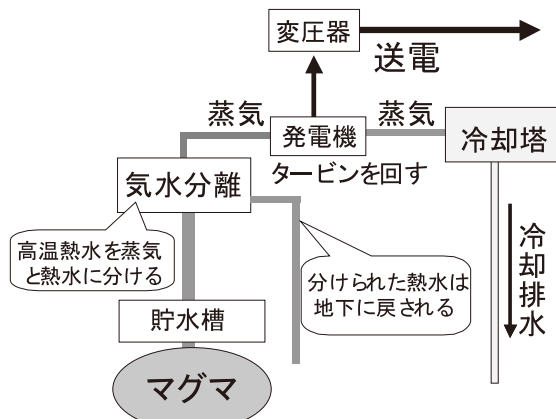 変圧器
送電
蒸気
蒸気
発電機
冷却塔
タービンを回す
気水分離
高温熱水を蒸気
と熱水に分ける
分けられた熱水は
地下に戻される
冷却排水
貯水槽
マグマ